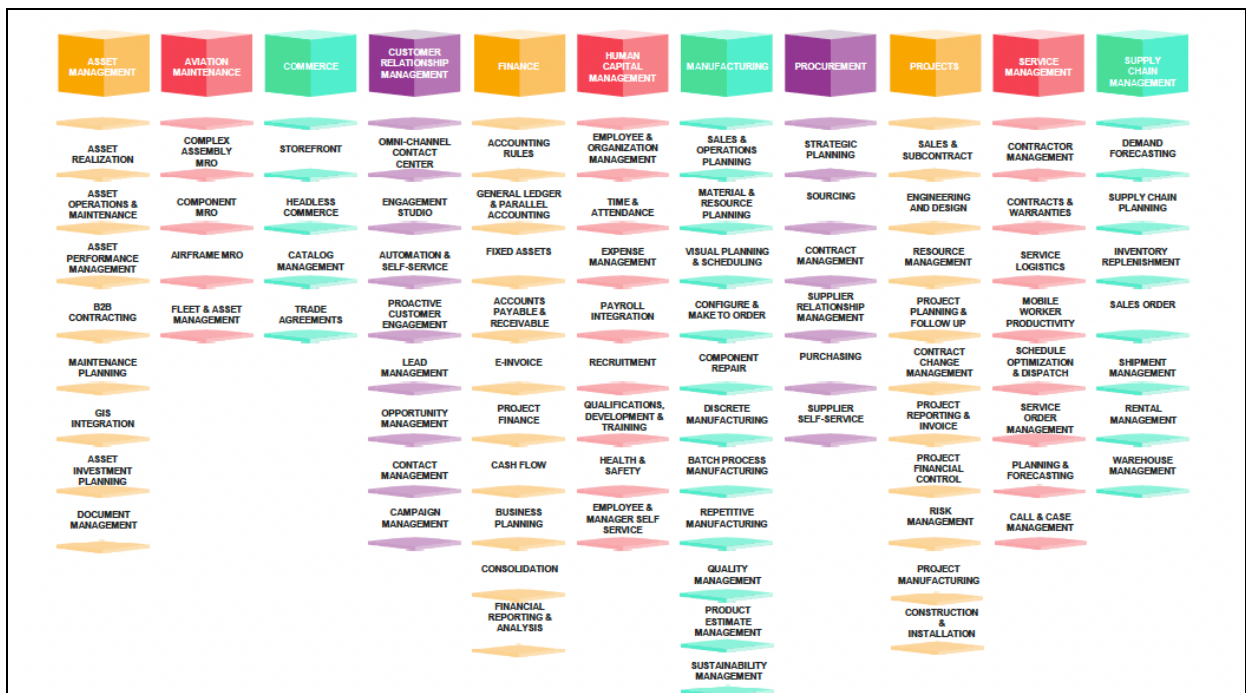 ASSET
MANAGEMENT
AVIATION
MAINTENANCE
COMMERCE
CUSTOMER
RELATIONSHIP
MANAGEMENT
FINANCE
HUMAN
CAPITAL
MANAGEMENT
MANUFACTURING
PROCUREMENT
PROJECTS
SERVICE
MANAGEMENT
SUPPLY
CHAIN
MANAGEMENT
ASSET
REALIZATION
ASSET
OPERATIONS &
MAINTENANCE
ASSET
PERFORMANCE
MANAGEMENT
B2B
CONTRACTING
MAINTENANCE
PLANNING
GIS
INTEGRATION
ASSET
INVESTMENT
PLANNING
DOCUMENT
MANAGEMENT
COMPLEX
ASSEMBLY
MRO
COMPONENT
MRO
AIRFRAME MRO
FLEET & ASSET
MANAGEMENT
STOREFRONT
HEADLESS
COMMERCE
CATALOG
MANAGEMENT
TRADE
AGREEMENTS
OMNI-CHANNEL
CONTACT
CENTER
ENGAGEMENT
STUDIO
AUTOMATION &
SELF-SERVICE
PROACTIVE
CUSTOMER
ENGAGEMENT
LEAD
MANAGEMENT
OPPORTUNITY
MANAGEMENT
CONTACT
MANAGEMENT
CAMPAIGN
MANAGEMENT
ACCOUNTING
RULES
GENERAL LEDGER
& PARALLEL
ACCOUNTING
FIXED ASSETS
ACCOUNTS
PAYABLE &
RECEIVABLE
E-INVOICE
PROJECT
FINANCE
CASH FLOW
BUSINESS
PLANNING
CONSOLIDATION
FINANCIAL
REPORTING &
ANALYSIS
EMPLOYEE &
ORGANIZATION
MANAGEMENT
TIME &
ATTENDANCE
EXPENSE
MANAGEMENT
PAYROLL
INTEGRATION
RECRUITMENT
QUALIFICATIONS,
DEVELOPMENT &
TRAINING
HEALTH &
SAFETY
EMPLOYEE &
MANAGER SELF
SERVICE
SALES &
OPERATIONS
PLANNING
MATERIAL &
RESOURCE
PLANNING
VISUAL PLANNING
& SCHEDULING
CONFIGURE &
MAKE TO ORDER
COMPONENT
REPAIR
DISCRETE
MANUFACTURING
BATCH PROCESS
MANUFACTURING
REPETITIVE
MANUFACTURING
QUALITY
MANAGEMENT
PRODUCT
ESTIMATE
MANAGEMENT
SUSTAINABILITY
MANAGEMENT
STRATEGIC
PLANNING
SOURCING
CONTRACT
MANAGEMENT
SUPPLIER
RELATIONSHIP
MANAGEMENT
PURCHASING
SUPPLIER
SELF-SERVICE
SALES &
SUBCONTRACT
ENGINEERING
AND DESIGN
RESOURCE
MANAGEMENT
PROJECT
PLANNING &
FOLLOW UP
CONTRACT
CHANGE
MANAGEMENT
PROJECT
REPORTING &
INVOICE
PROJECT
FINANCIAL
CONTROL
RISK
MANAGEMENT
PROJECT
MANUFACTURING
CONSTRUCTION
&
INSTALLATION
CONTRACTOR
MANAGEMENT
CONTRACTS &
WARRANTIES
SERVICE
LOGISTICS
MOBILE
WORKER
PRODUCTIVITY
SCHEDULE
OPTIMIZATION
& DISPATCH
SERVICE
ORDER
MANAGEMENT
PLANNING &
FORECASTING
CALL & CASE
MANAGEMENT
DEMAND
FORECASTING
SUPPLY CHAIN
PLANNING
INVENTORY
REPLENISHMENT
SALES ORDER
SHIPMENT
MANAGEMENT
RENTAL
MANAGEMENT
WAREHOUSE
MANAGEMENT